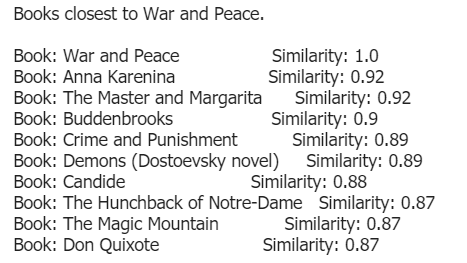 Books closest to War and Peace.
Book: War and Peace Similarity: 1.0
Book: Anna Karenina Similarity: 0.92
Book: The Master and Margarita Similarity: 0.92
Book: Buddenbrooks Similarity: 0.9
Book: Crime and Punishment Similarity: 0.89
Book: Demons (Dostoevsky novel) Similarity: 0.89
Book: Candide Similarity: 0.88
Book: The Hunchback of Notre-Dame Similarity: 0.87
Book: The Magic Mountain Similarity: 0.87
Book: Don Quixote Similarity: 0.87